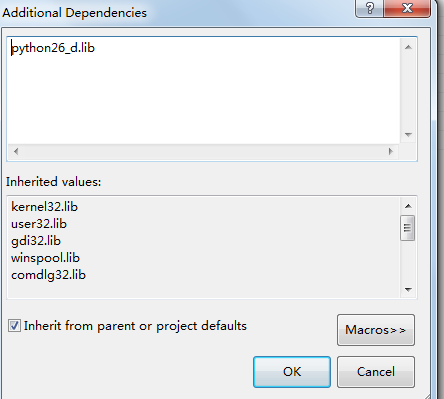 Additional Dependencies
python26_d.lib
Inherited values:
kernel32.lib
user32.lib
gdi32.lib
winspool.lib
comdlg32.lib
Inherit from parent or project defaults
Macros>>
OK
Cancel